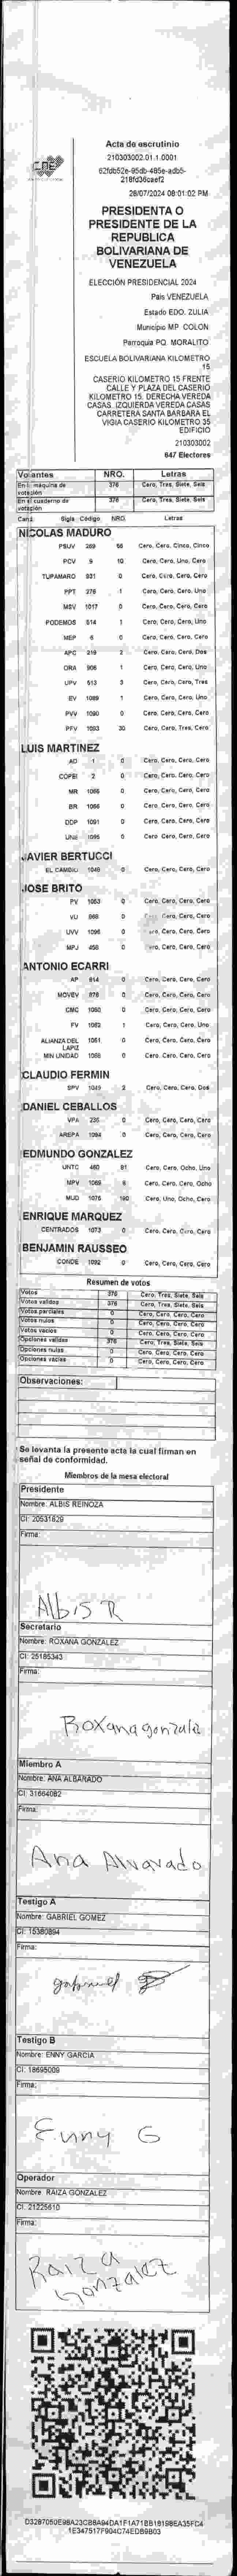 CNE
Acta de escrutinio
210303002.01.1.0001
28/07/2024 08:01:02 PM
PRESIDENTA O
PRESIDENTE DE LA
REPUBLICA
BOLIVARIANA DE
VENEZUELA
ELECCIÓN PRESIDENCIAL 2024
Pais VENEZUELA
Estado EDO. ZULIA
Municipio MP. COLON
Parroquia PQ. MORALITO
ESCUELA BOLIVARIANA KILOMETRO
15
CASERIO KILOMETRO 15 FRENTE
CALLE Y PLAZA DEL CASERIO
KILOMETRO 15. DERECHA VEREDA
CASAS. IZQUIERDA VEREDA CASAS
CARRETERA SANTA BARBARA EL
VIGIA CASERIO KILOMETRO 35
EDIFICIO
210303002
647 Electores
Votantes NRO. Letras
En la máquina de votación 376 Cero, Tres, Siete, Seis
En el cuaderno de votación 376 Cero, Tres, Siete, Seis
Cand. Sigla Código NRO. Letras
NICOLAS MADURO
PSUV 269 Cero, Cero, Cinco, Cinco
PCV 9 10 Cero, Cero, Uno, Cero
TUPAMARO 931 0 Cero, Cero, Cero, Cero
PPT 276 1 Cero, Cero, Cero, Uno
MSV 1017 0 Cero, Cero, Cero, Cero
PODEMOS 514 1 Cero, Cero, Cero, Uno
MEP 6 0 Cero, Cero, Cero, Cero
APC 219 2 Cero, Cero, Cero, Dos
ORA 906 1 Cero, Cero, Cero, Uno
UPV 513 3 Cero, Cero, Cero, Tres
EV 1089 1 Cero, Cero, Cero, Uno
PVV 1090 0 Cero, Cero, Cero, Cero
PFV 1093 30 Cero, Cero, Tres, Cero
LUIS MARTINEZ
AD 1 0 Cero, Cero, Cero, Cero
COPEI 2 0 Cero, Cero, Cero, Cero
MR 1066 0 Cero, Cero, Cero, Cero
BR 0 Cero, Cero, Cero, Cero
DDP 1091 0 Cero, Cero, Cero, Cero
UNE 1095 0 Cero, Cero, Cero, Cero
JAVIER BERTUCCI
EL CAMBIO 1049 0 Cero, Cero, Cero, Cero
JOSE BRITO
PV 1053 0 Cero, Cero, Cero, Cero
VU 968 0 Cero, Cero, Cero
UVV 1096 0 Cero, Cero, Cero
MPJ 458 0 Cero, Cero, Cero
ANTONIO ECARRI
AP 914 0 Cero, Cero, Cero, Cero
MOVEV 978 0 Cero, Cero, Cero, Cero
CMC 1050 0 Cero, Cero, Cero, Cero
FV 1062 1 Cero, Cero, Cero, Uno
ALIANZA DEL LAPIZ 1051 0 Cero, Cero, Cero, Cero
MIN UNIDAD 1088 0 Cero, Cero, Cero, Cero
CLAUDIO FERMIN
SPV 1049 2 Cero, Cero, Cero, Dos
DANIEL CEBALLOS
VPA 235 0 Cero, Cero, Cero, Cero
AREPA 1094 0 Cero, Cero, Cero, Cero
EDMUNDO GONZALEZ
UNTC 460 81 Cero, Cero, Ocho, Uno
MPV 1069 8 Cero, Cero, Cero, Ocho
MUD 1076 180 Cero, Uno, Ocho, Cero
ENRIQUE MARQUEZ
CENTRADOS 1073 0 Cero, Cero, Cero, Cero
BENJAMIN RAUSSEO
CONDE 1092 0 Cero, Cero, Cero, Cero
Resumen de votos
Votos 376 Cero, Tres, Siete, Seis
Votos validos 376 Cero, Tres, Siete, Seis
Votos parciales 0 Cero, Cero, Cero, Cero
Votos nulos 0 Cero, Cero, Cero, Cero
Votos vacios 0 Cero, Cero, Cero, Cero
Opciones validas 376 Cero, Tres, Siete, Seis
Opciones nulas 0 Cero, Cero, Cero, Cero
Opciones vacias 0 Cero, Cero, Cero, Cero
Observaciones:
Se levanta la presente acta la cual firman en
señal de conformidad.
Miembros de la mesa electoral
Presidente
Nombre: ALBIS REINOZA
CI: 20531629
Firma:
Albis R
Secretario
Nombre: ROXANA GONZALEZ
CI: 25185343
Firma:
Roxana gonzalez
Miembro A
Nombre: ANA ALBARADO
CI: 31664082
Firma:
Ana Alvarado
Testigo A
Nombre: GABRIEL GOMEZ
CI: 15380894
Firma:
gabriel
Testigo B
Nombre: ENNY GARCIA
CI: 18695009
Firma:
Enny G
Operador
Nombre: RAIZA GONZALEZ
CI: 21225610
Firma:
Raiza
Gonzalez